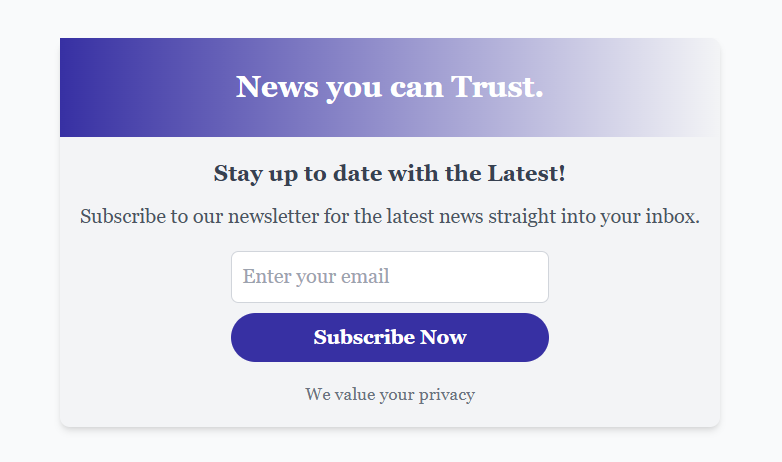 News you can Trust.
Stay up to date with the Latest!
Subscribe to our newsletter for the latest news straight into your inbox.
Enter your email
Subscribe Now
We value your privacy